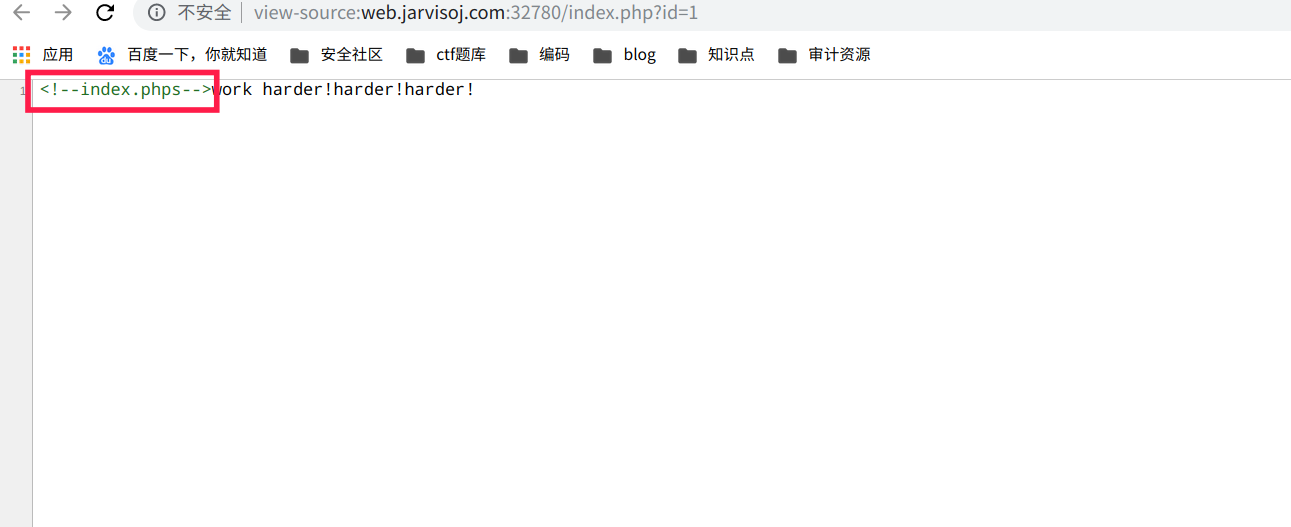 不安全 view-source:web.jarvisoj.com:32780/index.php?id=1
应用 百度一下，你就知道 安全社区 ctf题库 编码 blog 知识点 审计资源
1 <!--index.phps-->work harder!harder!harder!